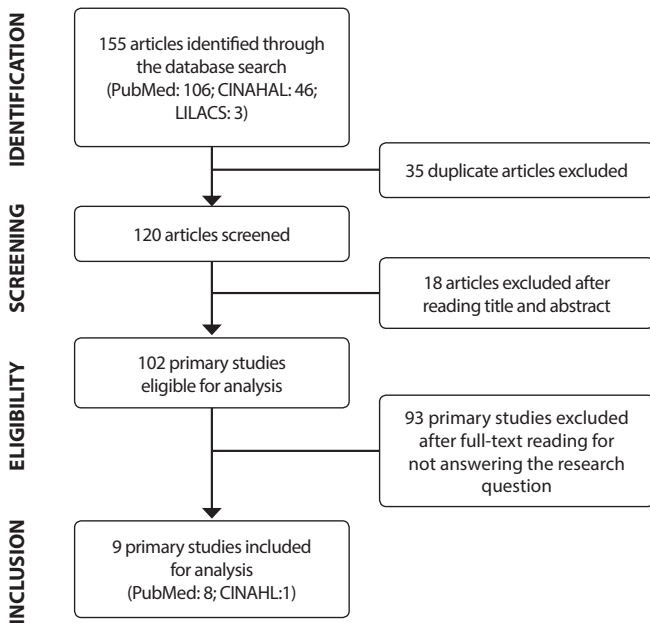 IDENTIFICATION
155 articles identified through
the database search
(PubMed: 106; CINAHAL: 46;
LILACS: 3)
35 duplicate articles excluded
SCREENING
120 articles screened
18 articles excluded after
reading title and abstract
ELIGIBILITY
102 primary studies
eligible for analysis
93 primary studies excluded
after full-text reading for
not answering the research
question
INCLUSION
9 primary studies included
for analysis
(PubMed: 8; CINAHL:1)